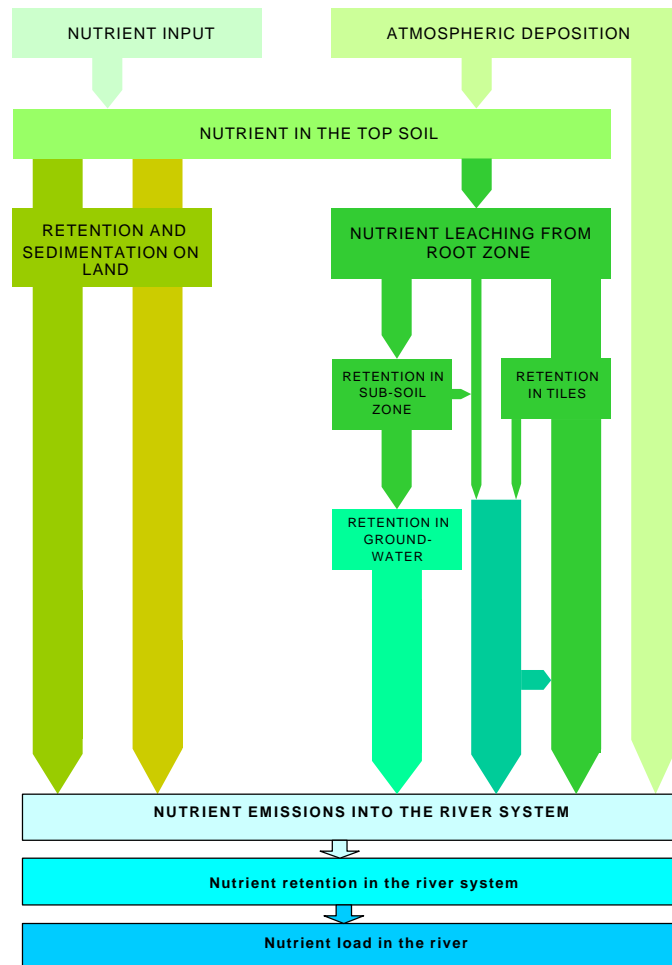 NUTRIENT INPUT
ATMOSPHERIC DEPOSITION
NUTRIENT IN THE TOP SOIL
RETENTION AND
SEDIMENTATION ON
LAND
NUTRIENT LEACHING FROM
ROOT ZONE
RETENTION IN
SUB-SOIL
ZONE
RETENTION
IN TILES
RETENTION IN
GROUND-
WATER
NUTRIENT EMISSIONS INTO THE RIVER SYSTEM
Nutrient retention in the river system
Nutrient load in the river